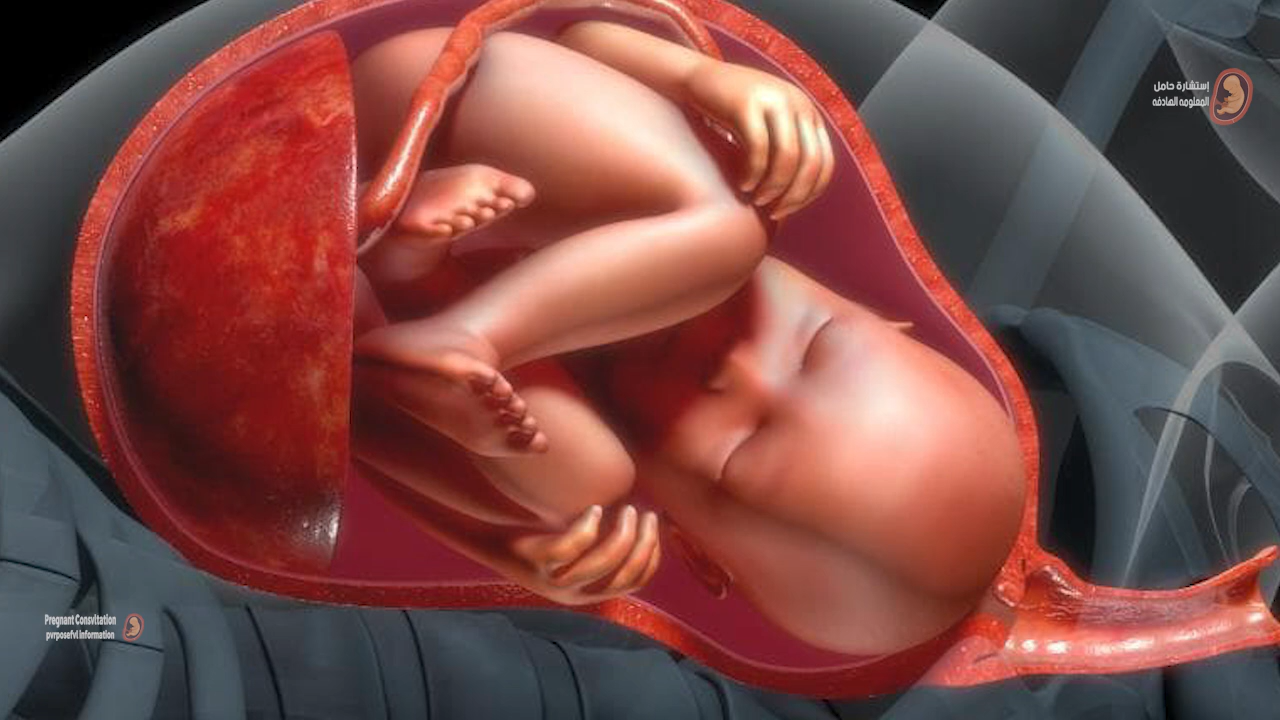 إستشارة حامل
المعلومه الهادفه
Pregnant Consvltation
pvrposefvl information